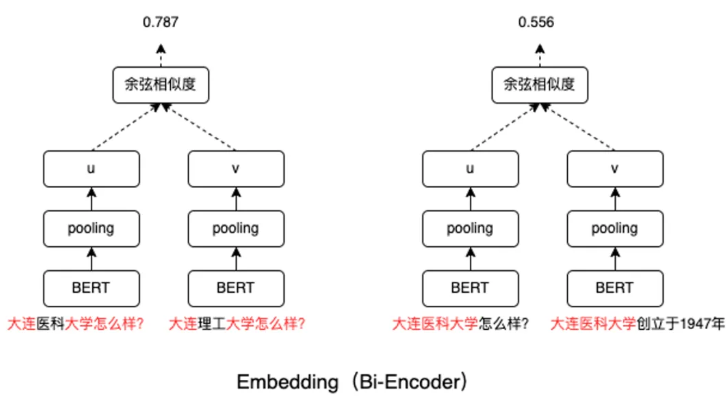 0.787
0.556
余弦相似度
余弦相似度
u
v
u
v
pooling
pooling
pooling
pooling
BERT
BERT
BERT
BERT
大连医科大学怎么样?
大连理工大学怎么样?
大连医科大学怎么样?
大连医科大学创立于1947年
Embedding（Bi-Encoder）